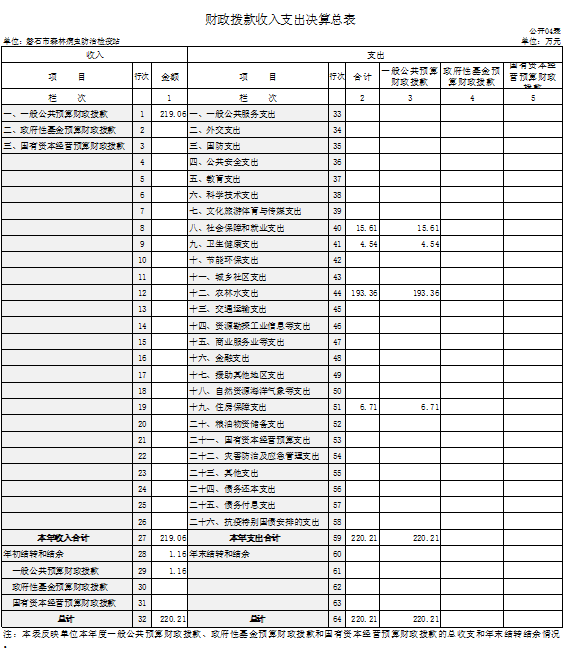 财政拨款收入支出决算总表
公开04表
单位：磐石市森林病虫防治检疫站 单位：万元
收入 支出
项 目 行次 金额 项 目 行次 合计 一般公共预算财政拨款 政府性基金预算财政拨款 国有资本经营预算财政拨款
栏 次 1 栏 次 2 3 4 5
一、一般公共预算财政拨款 1 219.06 一、一般公共服务支出 33
二、政府性基金预算财政拨款 2 二、外交支出 34
三、国有资本经营预算财政拨款 3 三、国防支出 35
4 四、公共安全支出 36
5 五、教育支出 37
6 六、科学技术支出 38
7 七、文化旅游体育与传媒支出 39
8 八、社会保障和就业支出 40 15.61 15.61
9 九、卫生健康支出 41 4.54 4.54
10 十、节能环保支出 42
11 十一、城乡社区支出 43
12 十二、农林水支出 44 193.36 193.36
13 十三、交通运输支出 45
14 十四、资源勘探工业信息等支出 46
15 十五、商业服务业等支出 47
16 十六、金融支出 48
17 十七、援助其他地区支出 49
18 十八、自然资源海洋气象等支出 50
19 十九、住房保障支出 51 6.71 6.71
20 二十、粮油物资储备支出 52
21 二十一、国有资本经营预算支出 53
22 二十二、灾害防治及应急管理支出 54
23 二十三、其他支出 55
24 二十四、债务还本支出 56
25 二十五、债务付息支出 57
26 二十六、抗疫特别国债安排的支出 58
本年收入合计 27 219.06 本年支出合计 59 220.21 220.21
年初结转和结余 28 1.16 年末结转和结余 60
一般公共预算财政拨款 29 1.16 61
政府性基金预算财政拨款 30 62
国有资本经营预算财政拨款 31 63
总计 32 220.21 总计 64 220.21 220.21
注：本表反映单位本年度一般公共预算财政拨款、政府性基金预算财政拨款和国有资本经营预算财政拨款的总收支和年末结转结余情况
。